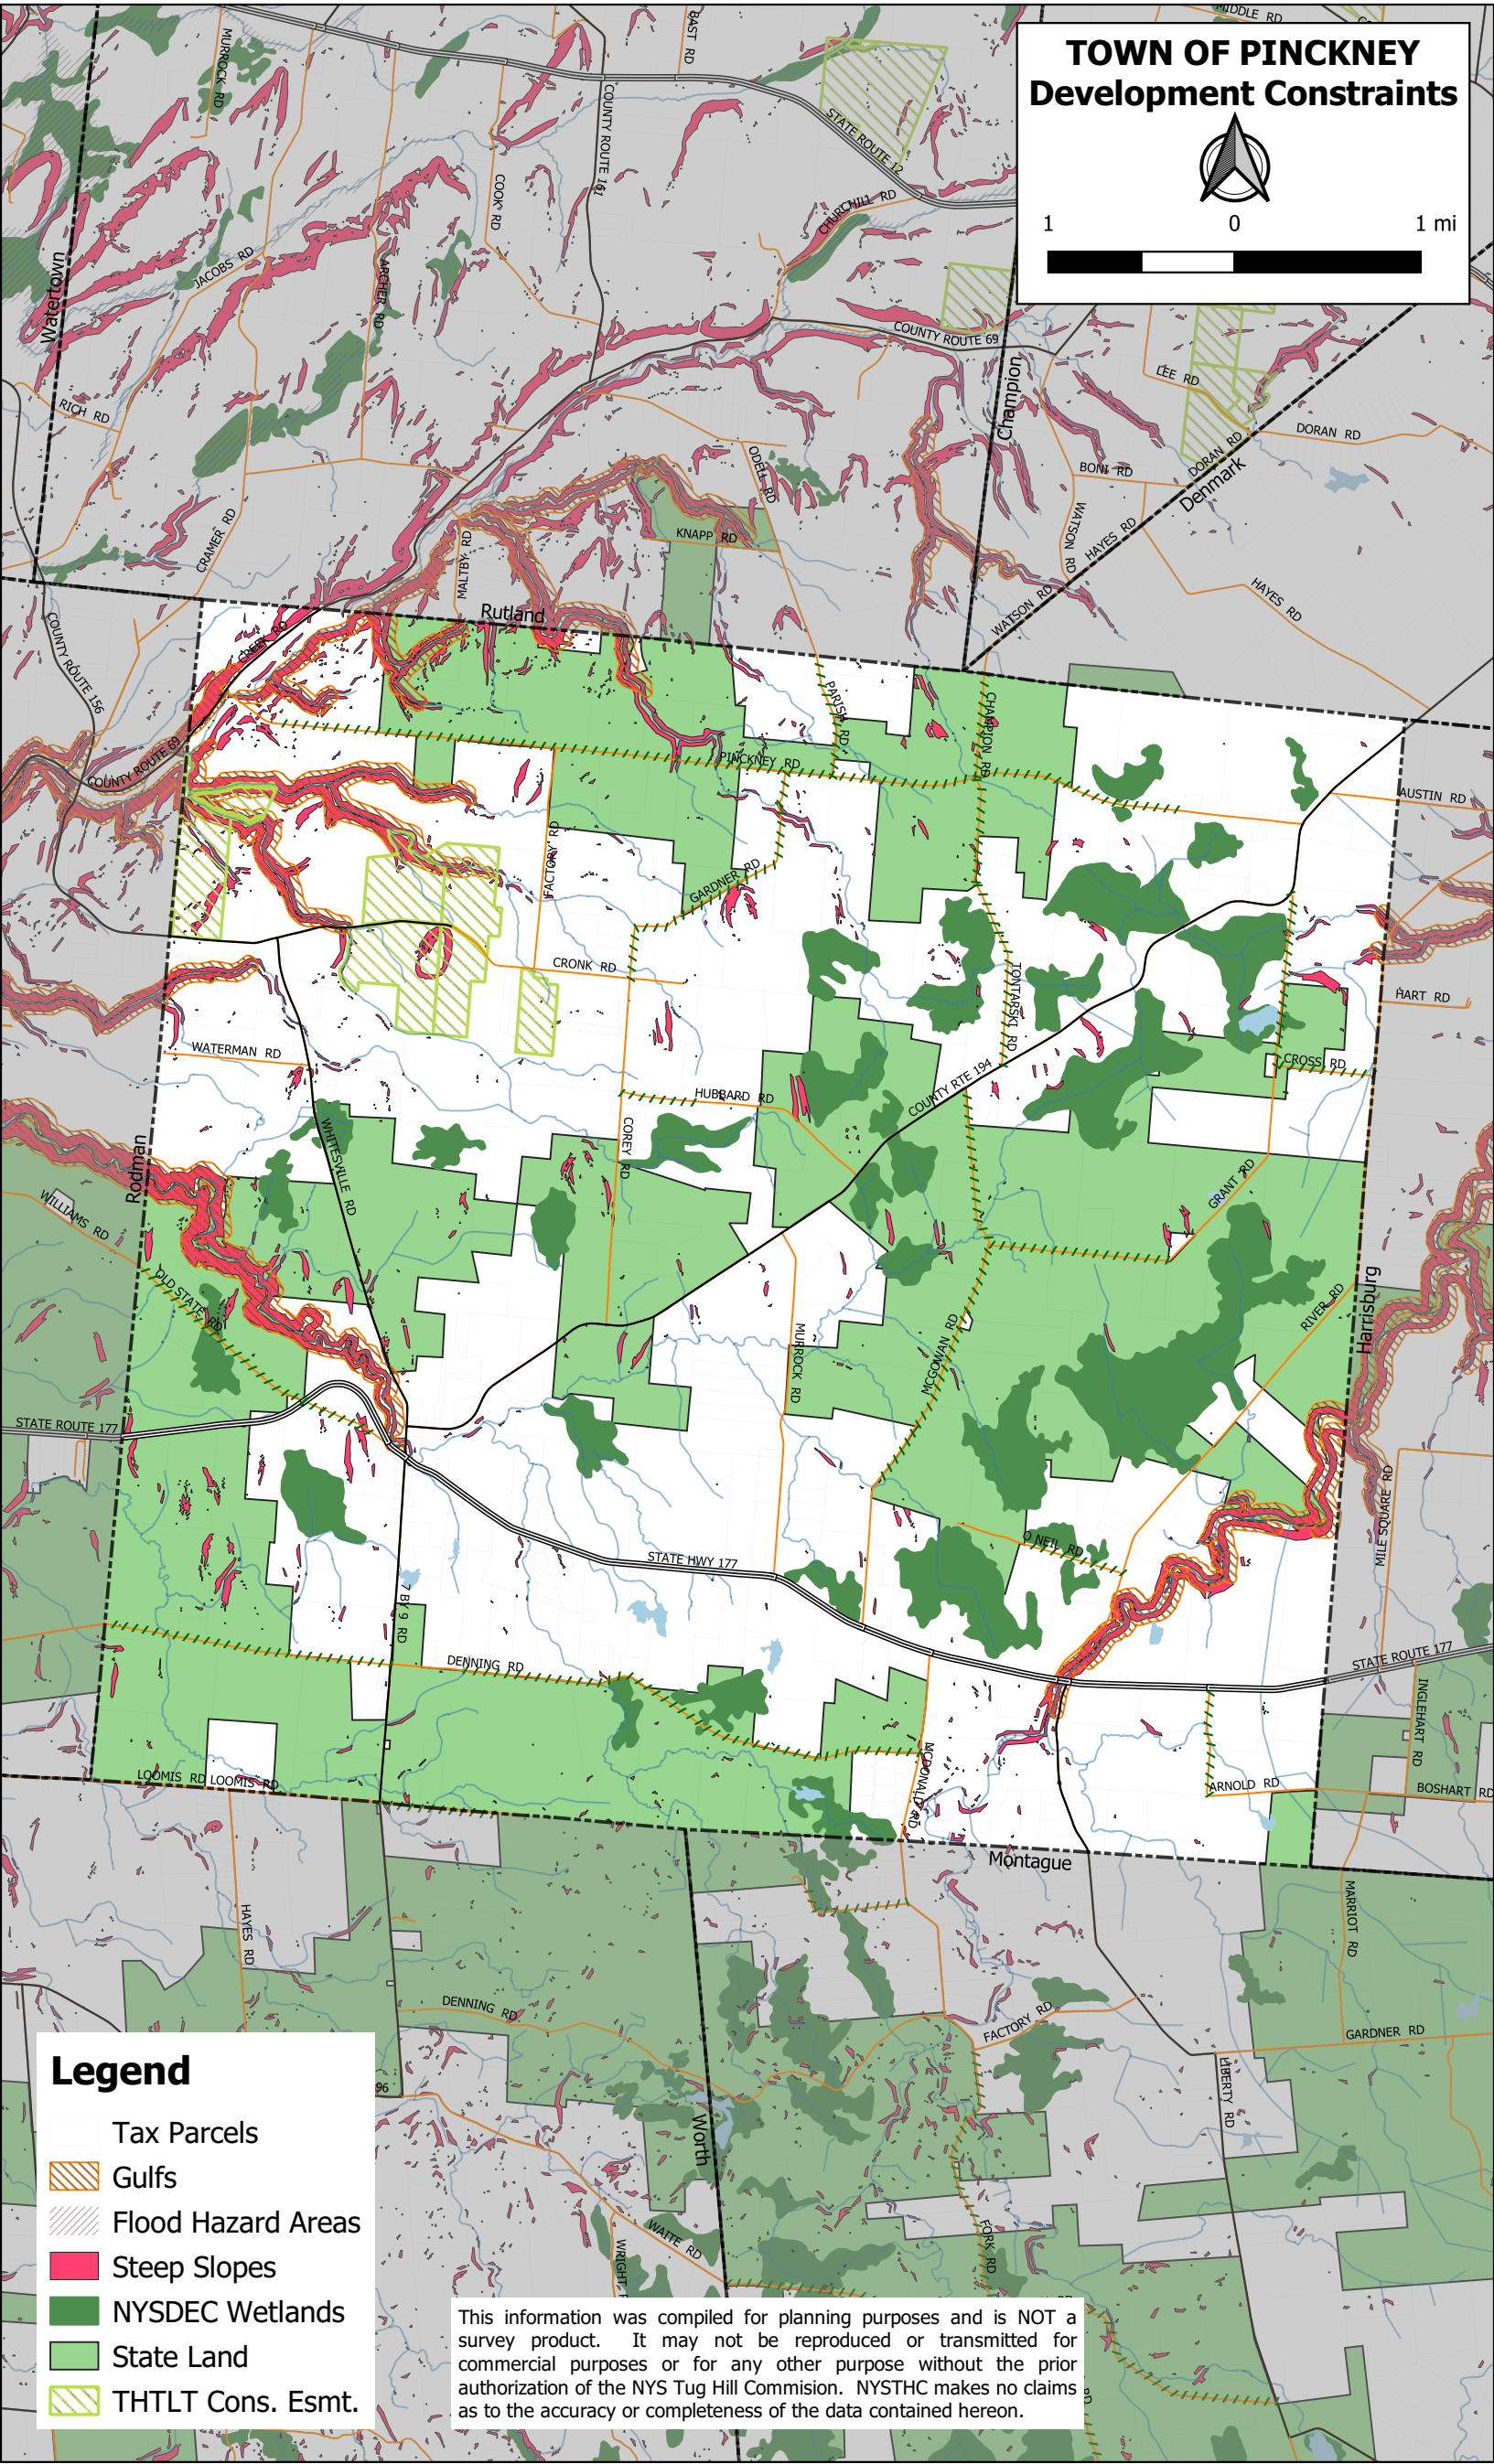 MIDDLE RD
TOWN OF PINCKNEY
Development Constraints
1 0 1 mi
MURROCK RD
BAST RD
COUNTY ROUTE 161
STATE ROUTE 12
COOK RD
CHURCHILL RD
Watertown
JACOBS RD
ARCHER RD
COUNTY ROUTE 69
LEE RD
Champion
RICH RD
DORAN RD
DORAN RD
BONI RD
Denmark
ODELL RD
CRAMER RD
KNAPP RD
WATSON RD
HAYES RD
MALTBY RD
HAYES RD
WATSON RD
Rutland
COUNTY ROUTE 156
CREEK RD
PARISH RD
CHAMPION RD
COUNTY ROUTE 69
PINCKNEY RD
AUSTIN RD
FACTORY RD
GARDNER RD
CRONK RD
TONTARSKI RD
HART RD
WATERMAN RD
CROSS RD
HUBBARD RD
COUNTY RTE 194
WHITESVILLE RD
COREY RD
Rodman
WILLIAMS RD
GRANT RD
OLD STATE RD
RIVER RD
Harrisburg
MURROCK RD
MCGOWAN RD
STATE ROUTE 177
MILE SQUARE RD
O NEIL RD
STATE HWY 177
7 BY 9 RD
DENNING RD
STATE ROUTE 177
INGLEHART RD
MCDONALD RD
LOOMIS RD LOOMIS RD
ARNOLD RD
BOSHART RD
Montague
HAYES RD
MARRIOT RD
DENNING RD
FACTORY RD
GARDNER RD
LIBERTY RD
96
Worth
WAITE RD
WRIGHT
FORK RD
RD
Legend
Tax Parcels
Gulfs
Flood Hazard Areas
Steep Slopes
NYSDEC Wetlands
State Land
THTLT Cons. Esmt.
This information was compiled for planning purposes and is NOT a
survey product. It may not be reproduced or transmitted for
commercial purposes or for any other purpose without the prior
authorization of the NYS Tug Hill Commision. NYSTHC makes no claims
as to the accuracy or completeness of the data contained hereon.